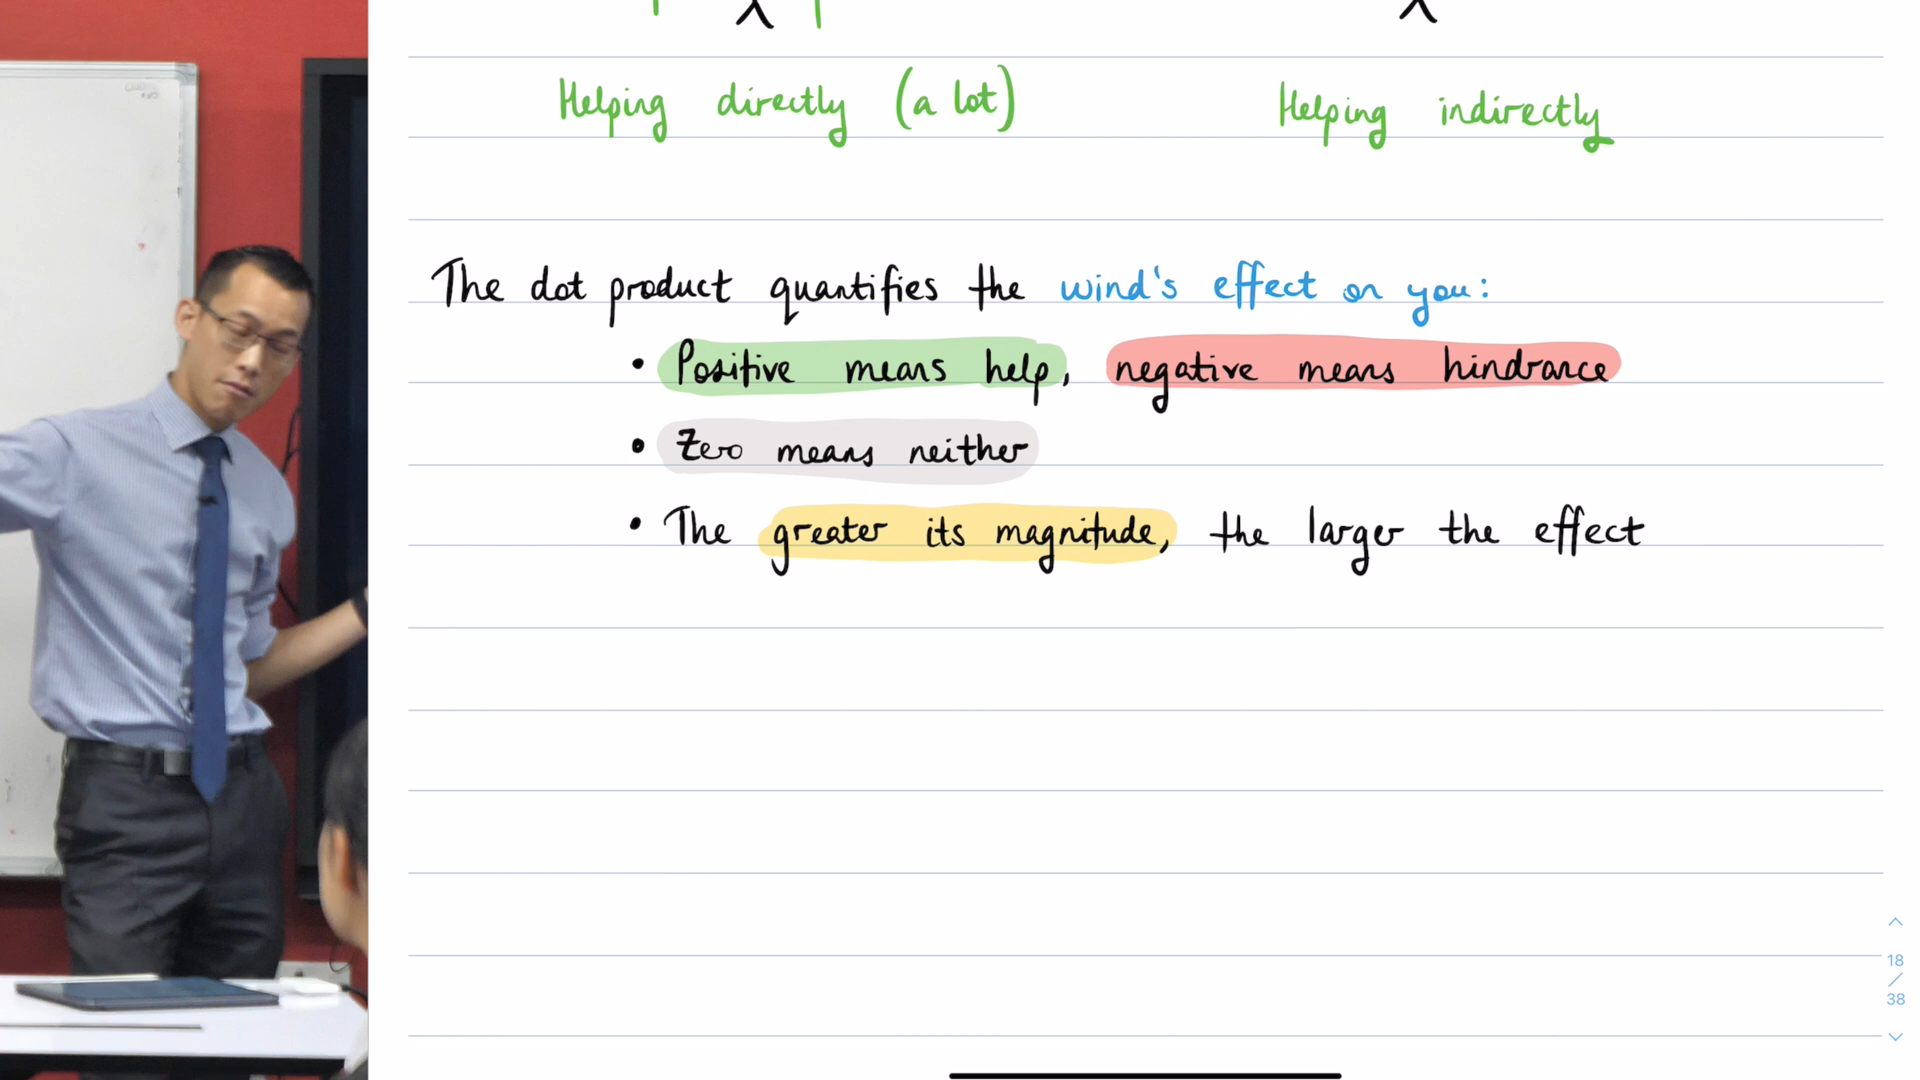 Helping directly (a lot) Helping indirectly
The dot product quantifies the wind's effect on you:
• Positive means help, negative means hindrance
• Zero means neither
• The greater its magnitude, the larger the effect
18
/
38